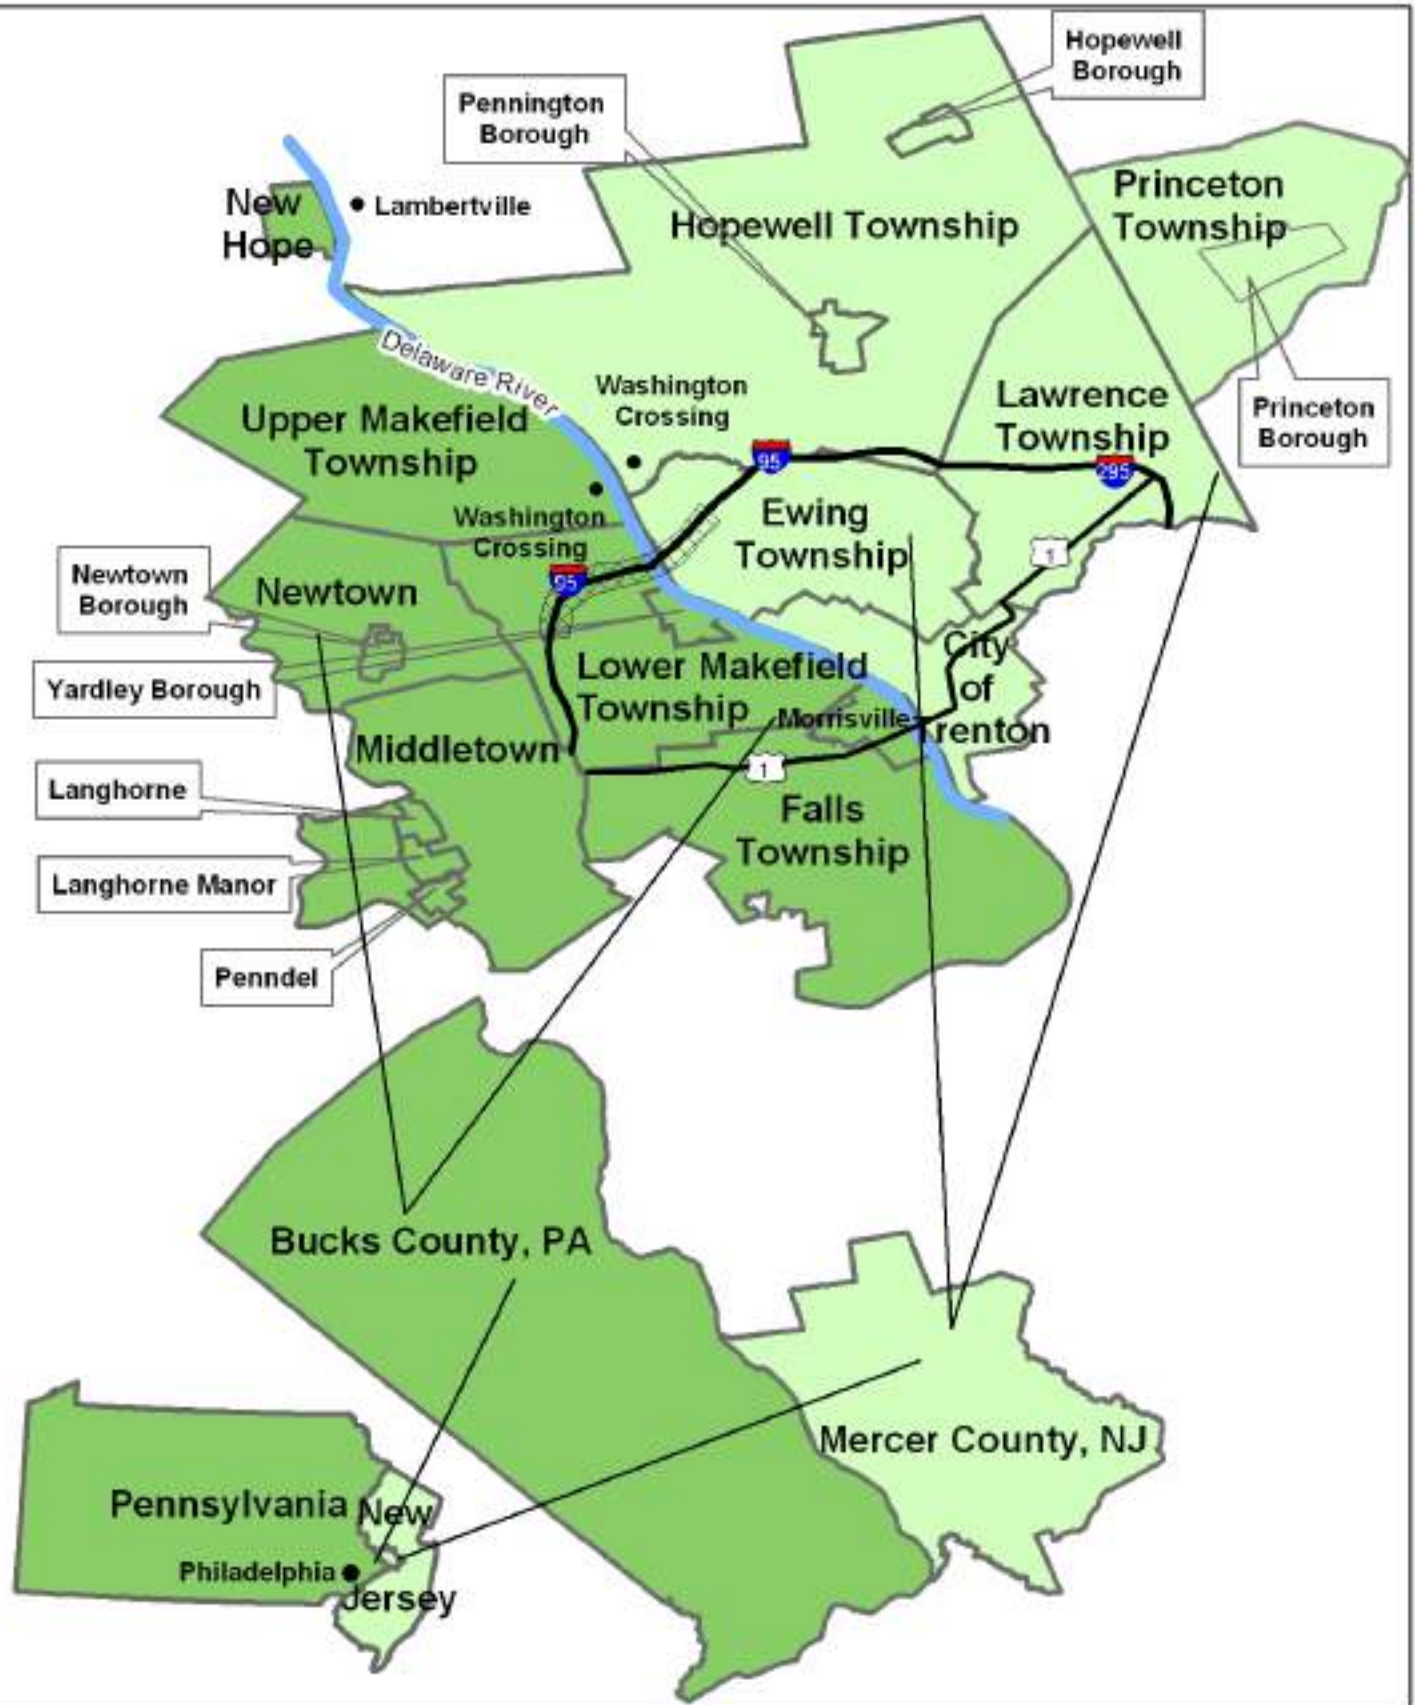 Hopewell
Borough
Pennington
Borough
Princeton
Township
New
Hope
Lambertville
Hopewell Township
Delaware River
Washington
Crossing
Lawrence
Township
Princeton
Borough
Upper Makefield
Township
95
295
Washington
Crossing
Ewing
Township
1
95
Newtown
Borough
Newtown
Yardley Borough
Lower Makefield
Township
City
of
Trenton
Morrisville
Middletown
1
Langhorne
Falls
Township
Langhorne Manor
Penndel
Bucks County, PA
Mercer County, NJ
Pennsylvania
New
Jersey
Philadelphia